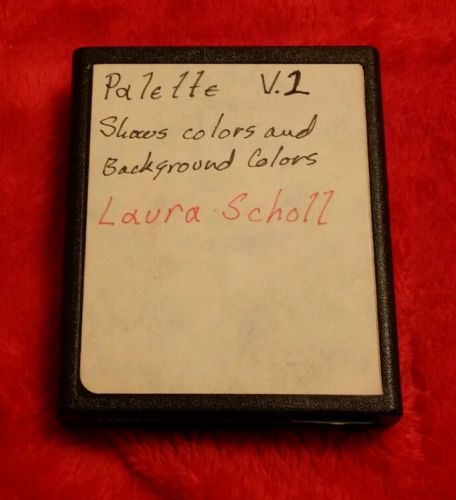 Palette V.1
Shows colors and
Background Colors
Laura Scholl